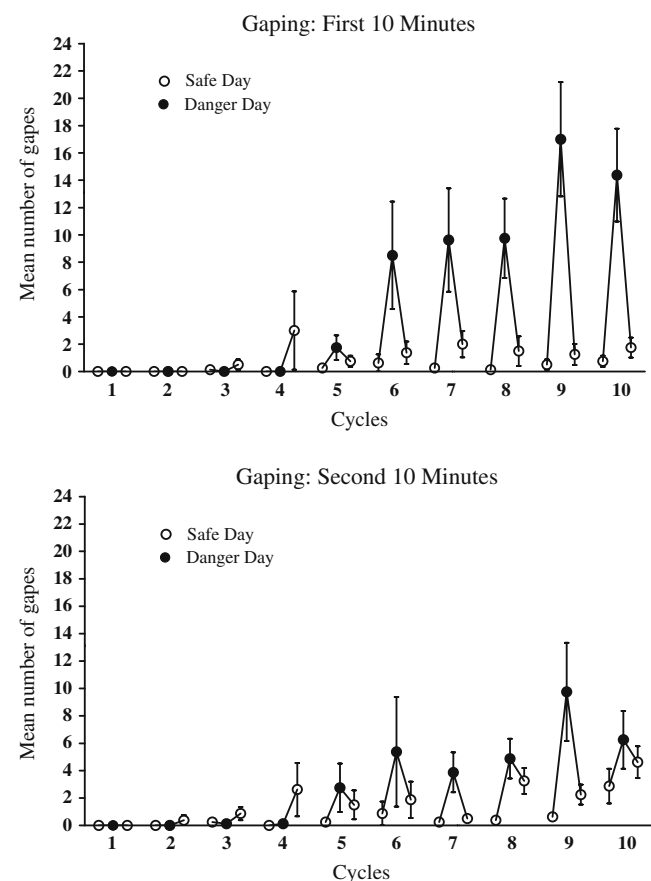 Gaping: First 10 Minutes
24
22
20
18
16
14
12
10
8
6
4
2
0
Mean number of gapes
Safe Day
Danger Day
1 2 3 4 5 6 7 8 9 10
Cycles
Gaping: Second 10 Minutes
24
22
20
18
16
14
12
10
8
6
4
2
0
Mean number of gapes
Safe Day
Danger Day
1 2 3 4 5 6 7 8 9 10
Cycles